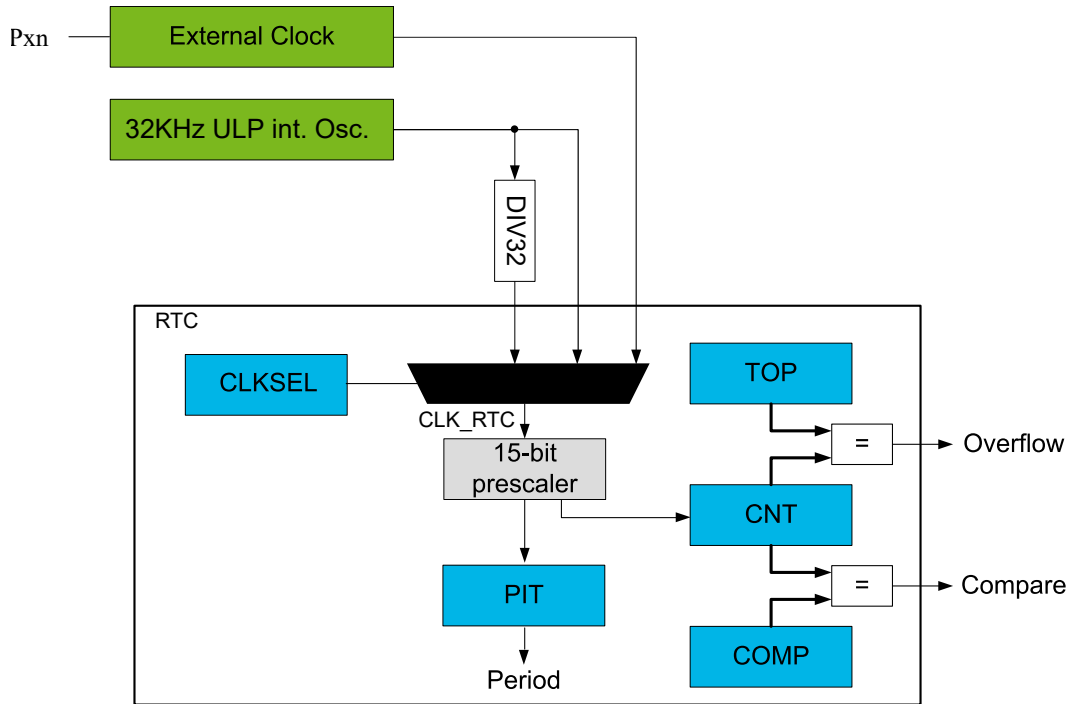 Pxn
External Clock
32KHz ULP int. Osc.
DIV32
RTC
CLKSEL
TOP
CLK_RTC
=
Overflow
15-bit
prescaler
CNT
PIT
=
Compare
COMP
Period